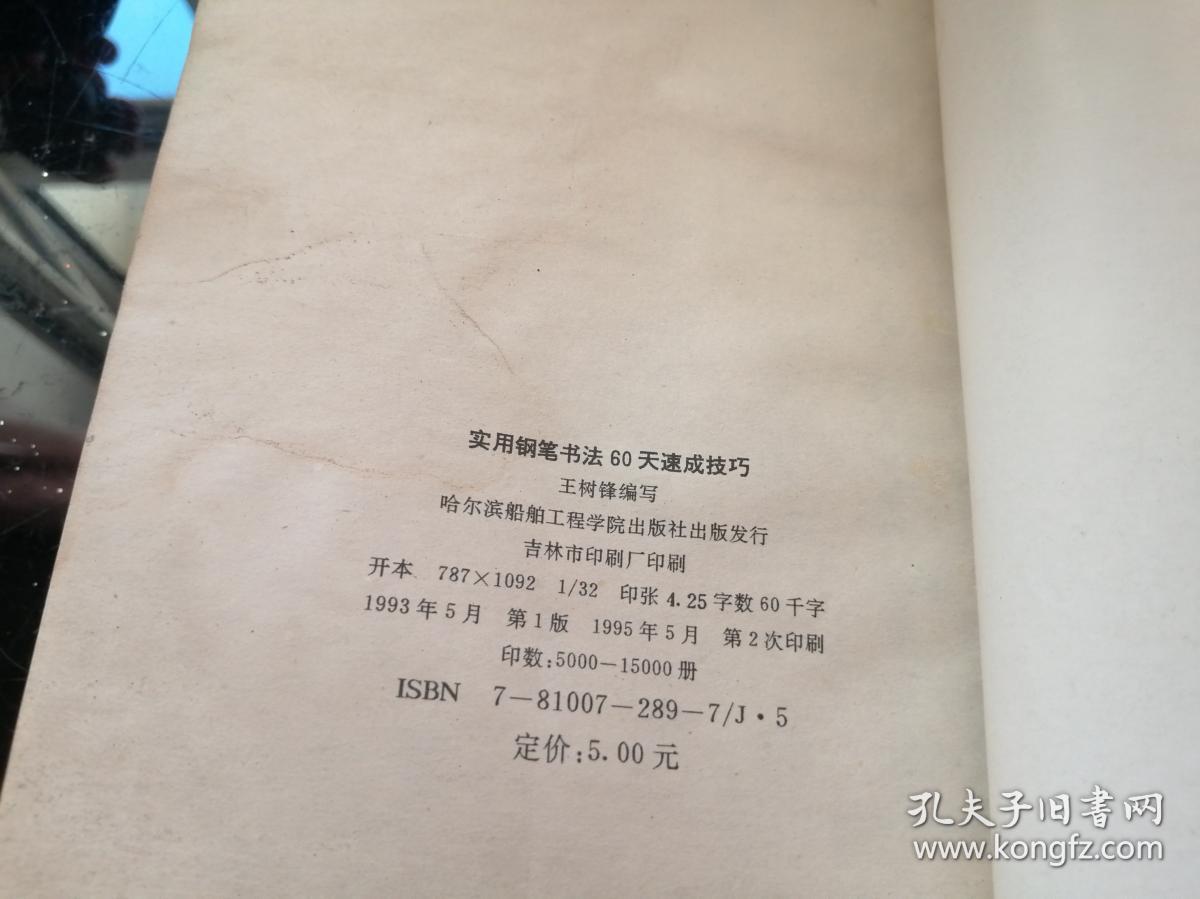 实用钢笔书法60天速成技巧
王树锋编写
哈尔滨船舶工程学院出版社出版发行
吉林市印刷厂印刷
开本 787×1092 1/32 印张 4.25 字数 60 千字
1993年5月 第1版 1995年5月 第2次印刷
印数:5000—15000册
ISBN 7—81007—289—7/J·5
定价:5.00元
孔夫子旧书网
www.kongfz.com